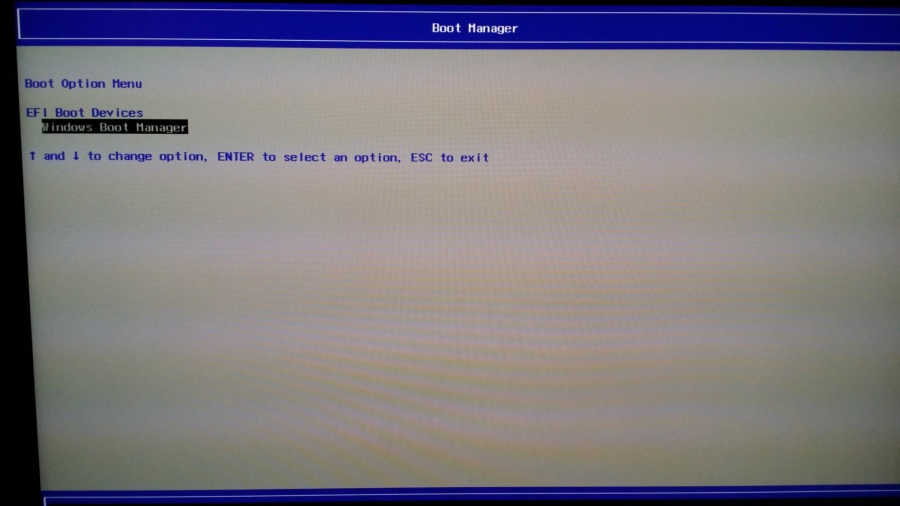 Boot Manager
Boot Option Menu
EFI Boot Devices
Windows Boot Manager
↑ and ↓ to change option, ENTER to select an option, ESC to exit